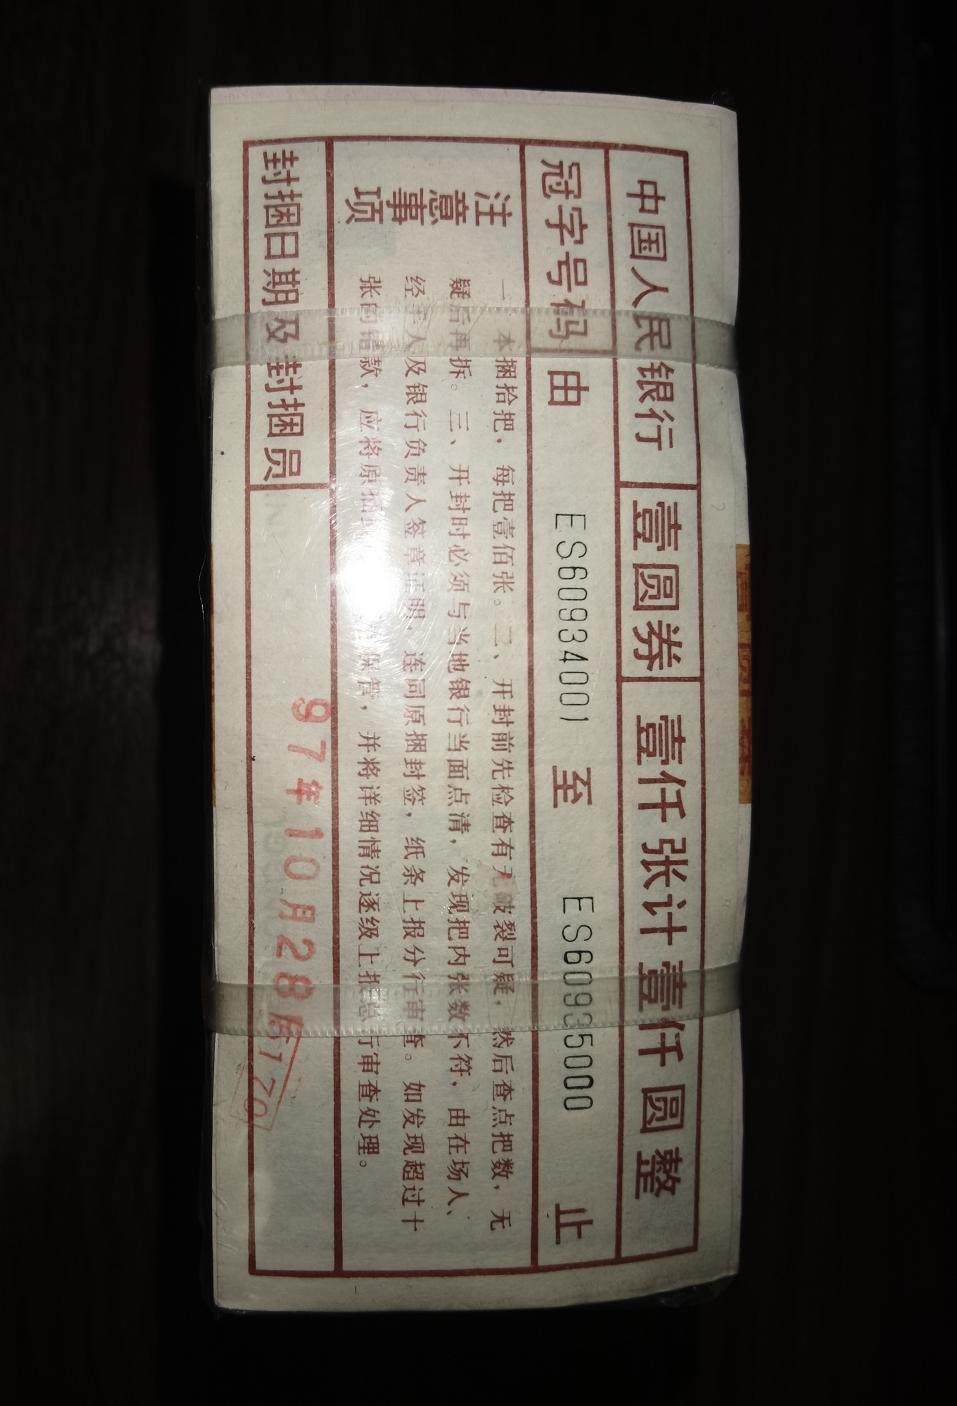 中国人民银行 壹圆券 壹仟张计壹仟圆整
冠字号码 由 ES60934001 至 ES60935000 止
注意事项
一、本捆拾把，每把壹佰张。二、开封前先检查有无破裂可疑，然后查点把数，无
疑后再拆。三、开封时必须与当地银行当面点清，发现把内张数不符，由在场人、
经手人及银行负责人签章证明，连同原捆封签，纸条上报分行审查。如发现超过十
张的错款，应将原捆 保管，并将详细情况逐级上报总行审查处理。
封捆日期及封捆员 97年10月28日
5170